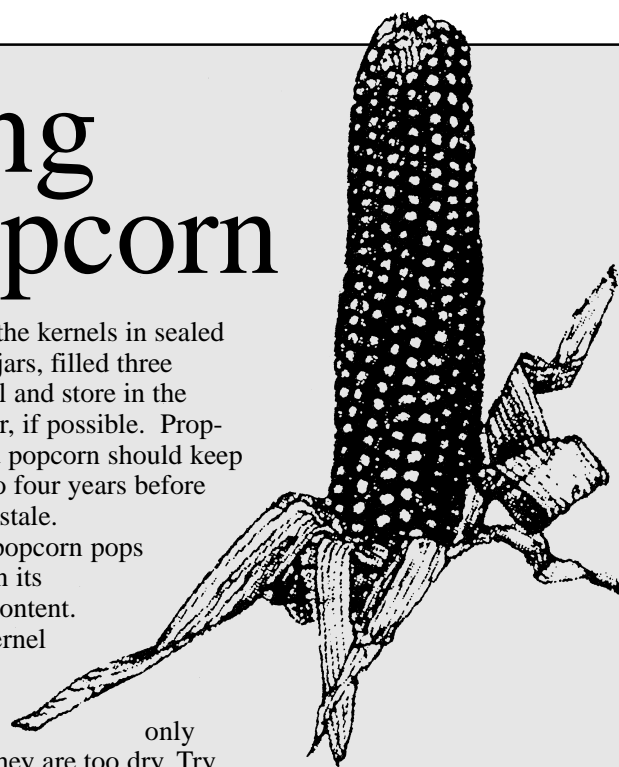 ng
pcorn
the kernels in sealed
jars, filled three
l and store in the
r, if possible.  Prop-
popcorn should keep
o four years before
stale.
popcorn pops
n its
ontent.
ernel
only
hey are too dry. Try